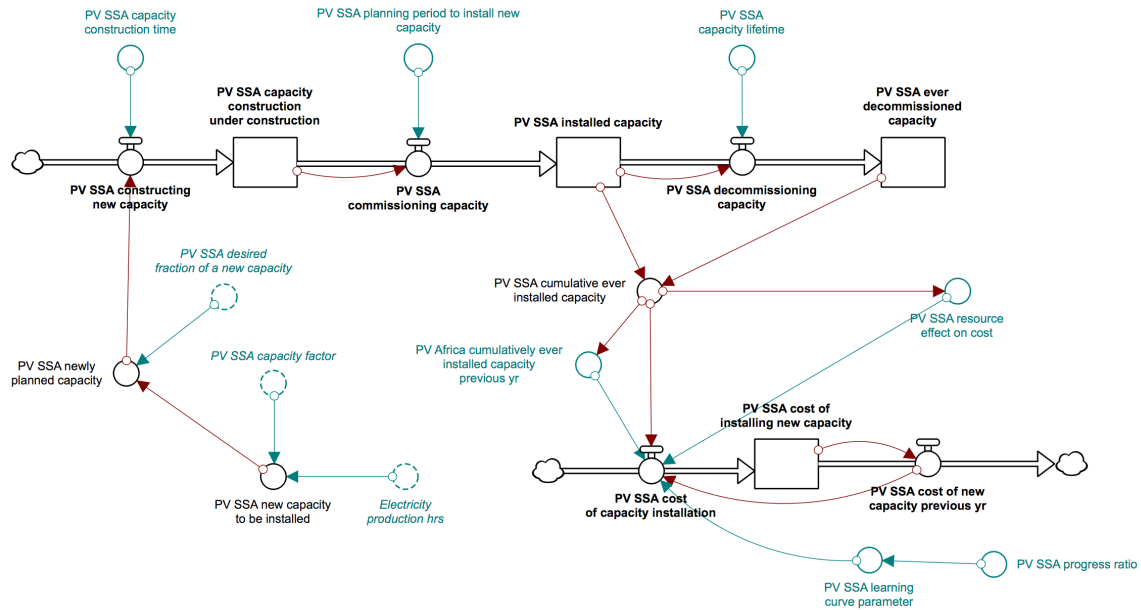 PV SSA capacity
construction time
PV SSA planning period to install new
capacity
PV SSA
capacity lifetime
PV SSA capacity
construction
under construction
PV SSA installed capacity
PV SSA ever
decommissioned
capacity
PV SSA constructing
new capacity
PV SSA
commissioning capacity
PV SSA decommissioning
capacity
PV SSA desired
fraction of a new capacity
PV SSA cumulative ever
installed capacity
PV SSA resource
effect on cost
PV SSA capacity factor
PV Africa cumulatively ever
installed capacity
previous yr
PV SSA newly
planned capacity
PV SSA cost of
installing new capacity
PV SSA new capacity
to be installed
Electricity
production hrs
PV SSA cost
of capacity installation
PV SSA cost of new
capacity previous yr
PV SSA progress ratio
PV SSA learning
curve parameter